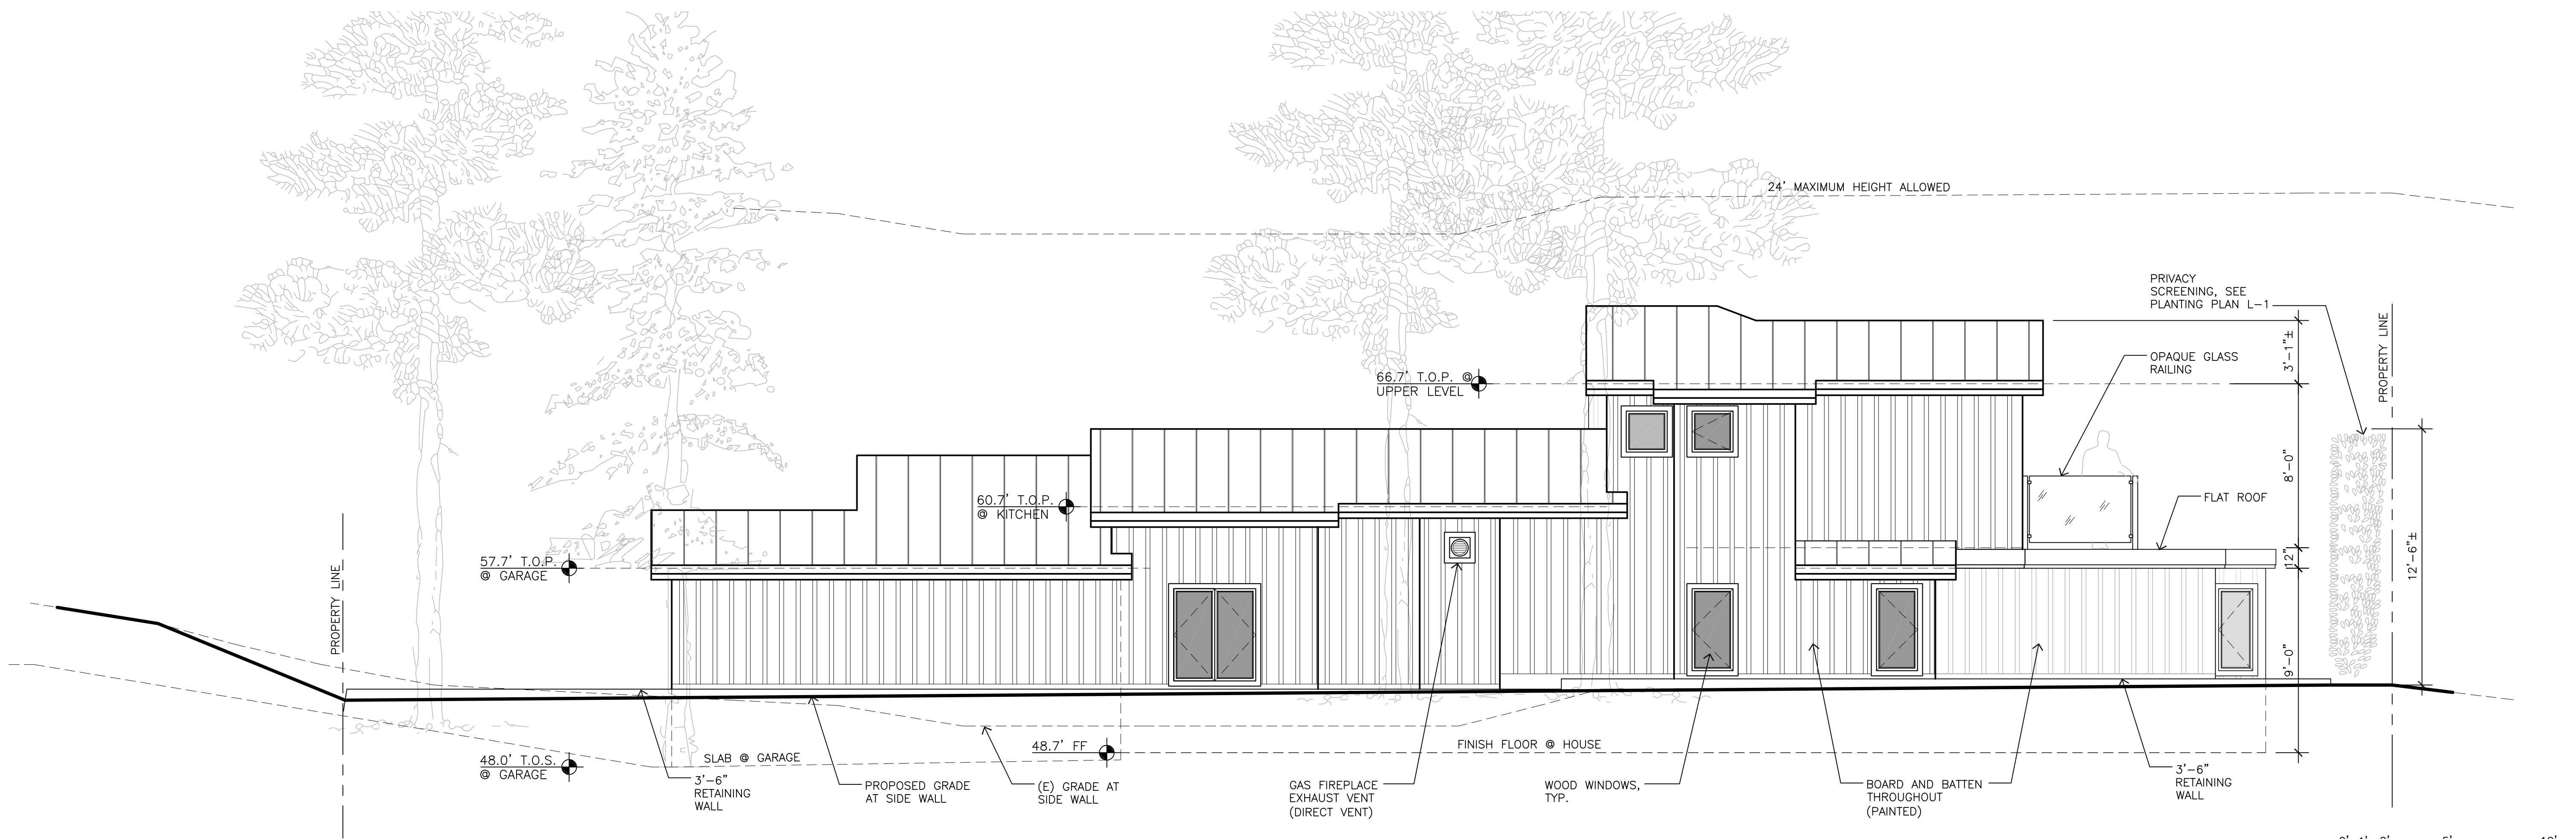 24' MAXIMUM HEIGHT ALLOWED
PRIVACY
SCREENING, SEE
PLANTING PLAN L-1
PROPERTY LINE
3'-1"±
OPAQUE GLASS
RAILING
66.7' T.O.P. @
UPPER LEVEL
8'-0"
FLAT ROOF
60.7' T.O.P.
@ KITCHEN
12'-6"±
12"
57.7' T.O.P.
@ GARAGE
PROPERTY LINE
9'-0"
48.7' FF
FINISH FLOOR @ HOUSE
SLAB @ GARAGE
48.0' T.O.S.
@ GARAGE
3'-6"
RETAINING
WALL
PROPOSED GRADE
AT SIDE WALL
(E) GRADE AT
SIDE WALL
GAS FIREPLACE
EXHAUST VENT
(DIRECT VENT)
WOOD WINDOWS,
TYP.
BOARD AND BATTEN
THROUGHOUT
(PAINTED)
3'-6"
RETAINING
WALL